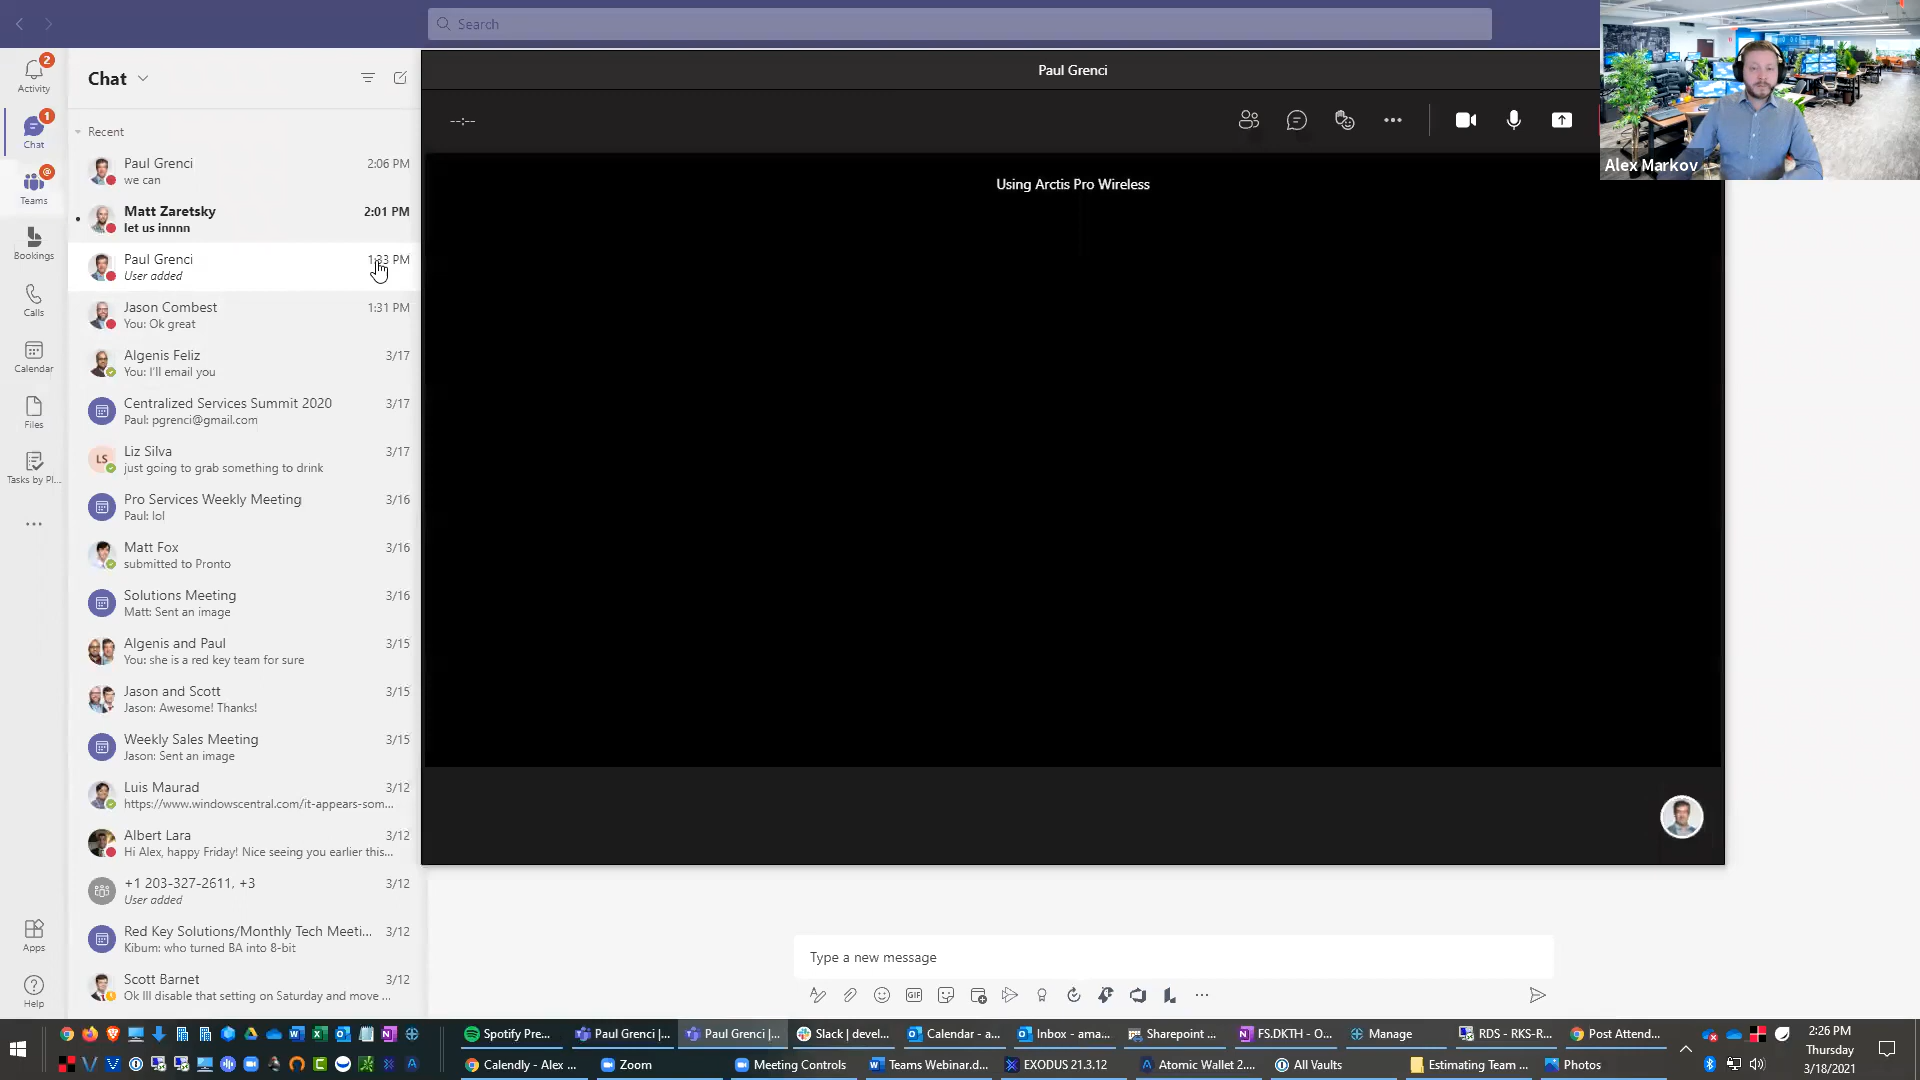 Search
Activity
2
Chat
1
Teams
@
Bookings
Calls
Calendar
Files
Tasks by Pl...
Apps
Help
Chat
Recent
Paul Grenci 2:06 PM
we can
Matt Zaretsky 2:01 PM
let us innnn
Paul Grenci 1:33 PM
User added
Jason Combest 1:31 PM
You: Ok great
Algenis Feliz 3/17
You: I'll email you
Centralized Services Summit 2020 3/17
Paul: pgrenci@gmail.com
LS
Liz Silva 3/17
just going to grab something to drink
Pro Services Weekly Meeting 3/16
Paul: lol
Matt Fox 3/16
submitted to Pronto
Solutions Meeting 3/16
Matt: Sent an image
Algenis and Paul 3/15
You: she is a red key team for sure
Jason and Scott 3/15
Jason: Awesome! Thanks!
Weekly Sales Meeting 3/15
Jason: Sent an image
Luis Maurad 3/12
https://www.windowscentral.com/it-appears-som...
Albert Lara 3/12
Hi Alex, happy Friday! Nice seeing you earlier this...
+1 203-327-2611, +3 3/12
User added
Red Key Solutions/Monthly Tech Meeti... 3/12
Kibum: who turned BA into 8-bit
Scott Barnet 3/12
Ok Ill disable that setting on Saturday and move ...
Paul Grenci
--:--
Using Arctis Pro Wireless
Alex Markov
Type a new message
GIF
Spotify Pre...
Paul Grenci |...
Paul Grenci |...
Slack | devel...
Calendar - a...
Inbox - ama...
Sharepoint ...
FS.DKTH - O...
Manage
RDS - RKS-R...
Post Attend...
Calendly - Alex ...
Zoom
Meeting Controls
Teams Webinar.d...
EXODUS 21.3.12
Atomic Wallet 2....
All Vaults
Estimating Team ...
Photos
2:26 PM
Thursday
3/18/2021